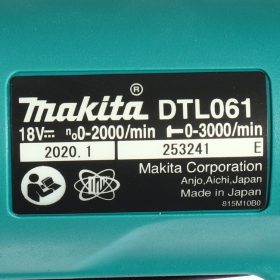 makita® DTL061
18V⎓ n₀0-2000/min 0-3000/min
2020.1 253241 E
Makita Corporation
Anjo, Aichi, Japan
Made in Japan
815M10B0